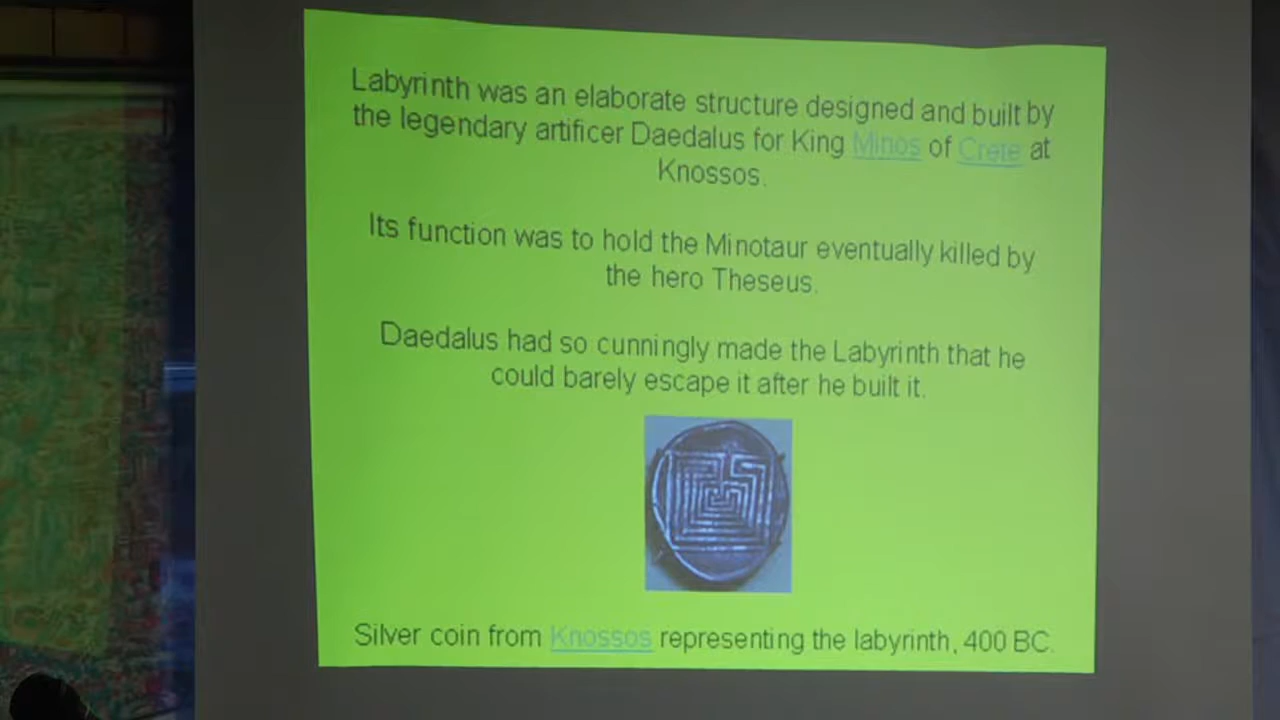 Labyrinth was an elaborate structure designed and built by
the legendary artificer Daedalus for King Minos of Crete at
Knossos.
Its function was to hold the Minotaur eventually killed by
the hero Theseus.
Daedalus had so cunningly made the Labyrinth that he
could barely escape it after he built it.
Silver coin from Knossos representing the labyrinth, 400 BC.